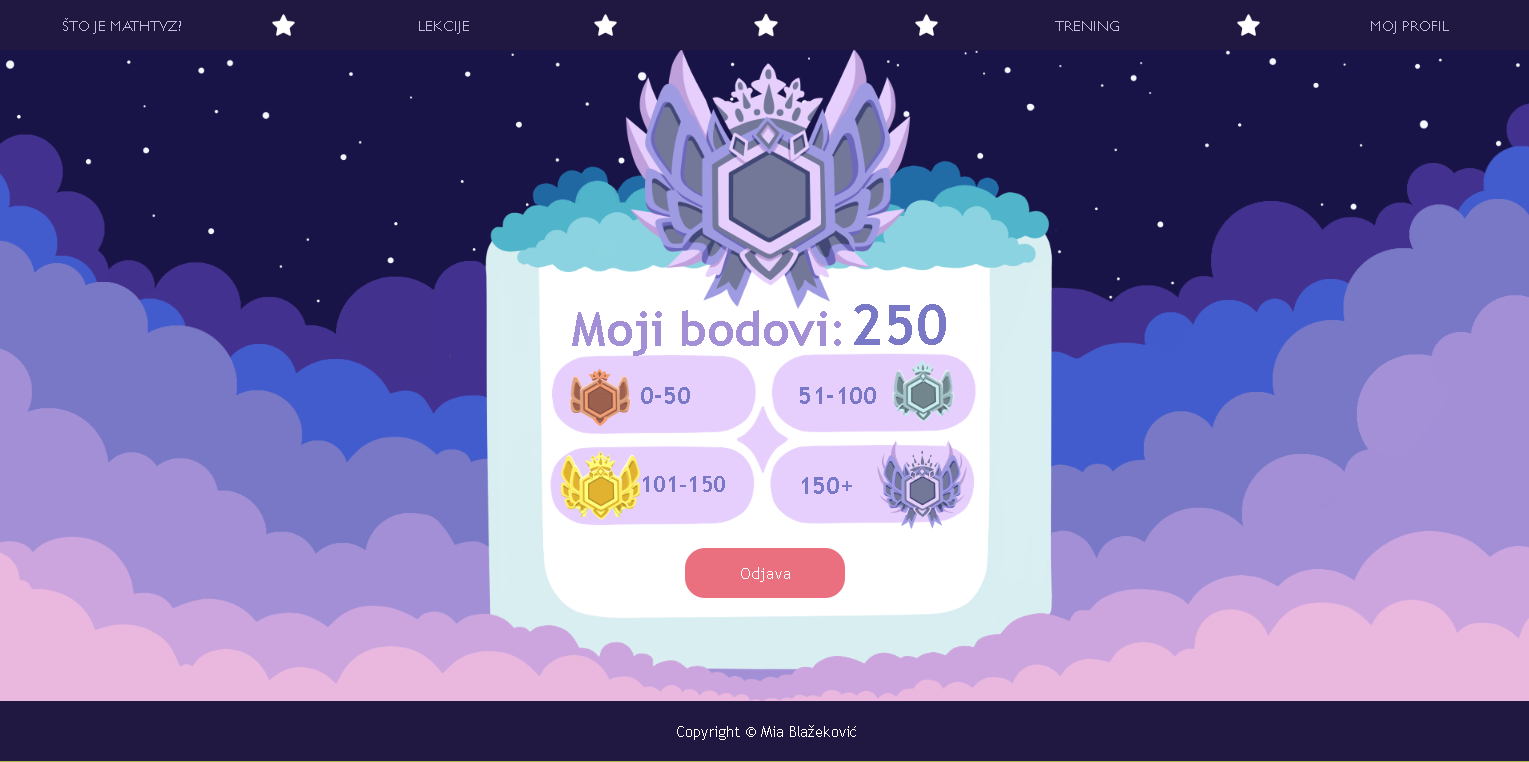 ŠTO JE MATHTVZ?
LEKCIJE
TRENING
MOJ PROFIL
Moji bodovi: 250
0-50
51-100
101-150
150+
Odjava
Copyright © Mia Blažeković